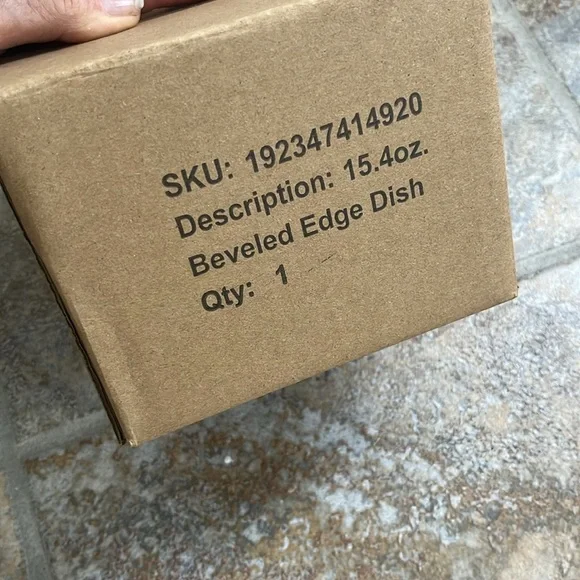 SKU: 192347414920
Description: 15.4oz.
Beveled Edge Dish
Qty: 1